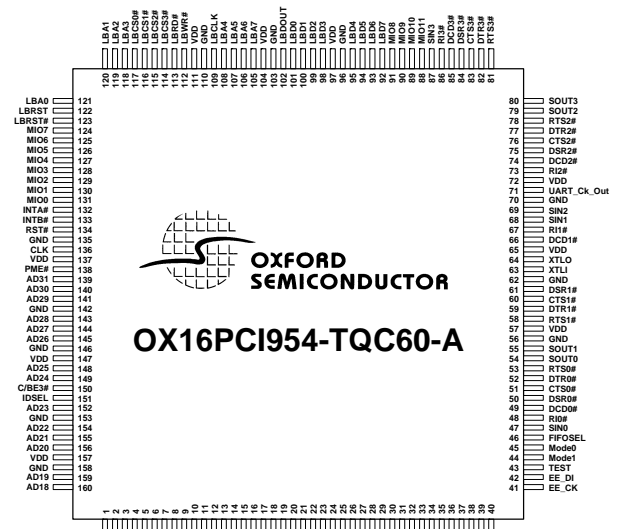 LBA1 LBA2 LBA3 LBCS0# LBCS1# LBCS2# LBCS3# LBRD# LBWR# VDD GND LBCLK LBA4 LBA5 LBA6 LBA7 VDD GND LBDOUT LBD0 LBD1 LBD2 LBD3 VDD GND LBD4 LBD5 LBD6 LBD7 MIO8 MIO9 MIO10 MIO11 SIN3 RI3# DCD3# DSR3# CTS3# DTR3# RTS3#
120 119 118 117 116 115 114 113 112 111 110 109 108 107 106 105 104 103 102 101 100 99 98 97 96 95 94 93 92 91 90 89 88 87 86 85 84 83 82 81
LBA0 121
LBRST 122
LBRST# 123
MIO7 124
MIO6 125
MIO5 126
MIO4 127
MIO3 128
MIO2 129
MIO1 130
MIO0 131
INTA# 132
INTB# 133
RST# 134
GND 135
CLK 136
VDD 137
PME# 138
AD31 139
AD30 140
AD29 141
GND 142
AD28 143
AD27 144
AD26 145
GND 146
VDD 147
AD25 148
AD24 149
C/BE3# 150
IDSEL 151
AD23 152
GND 153
AD22 154
AD21 155
AD20 156
VDD 157
GND 158
AD19 159
AD18 160
OXFORD
SEMICONDUCTOR
OX16PCI954-TQC60-A
80 SOUT3
79 SOUT2
78 RTS2#
77 DTR2#
76 CTS2#
75 DSR2#
74 DCD2#
73 RI2#
72 VDD
71 UART_Ck_Out
70 GND
69 SIN2
68 SIN1
67 RI1#
66 DCD1#
65 VDD
64 XTLO
63 XTLI
62 GND
61 DSR1#
60 CTS1#
59 DTR1#
58 RTS1#
57 VDD
56 GND
55 SOUT1
54 SOUT0
53 RTS0#
52 DTR0#
51 CTS0#
50 DSR0#
49 DCD0#
48 RI0#
47 SIN0
46 FIFOSEL
45 Mode0
44 Mode1
43 TEST
42 EE_DI
41 EE_CK
1 2 3 4 5 6 7 8 9 10 11 12 13 14 15 16 17 18 19 20 21 22 23 24 25 26 27 28 29 30 31 32 33 34 35 36 37 38 39 40